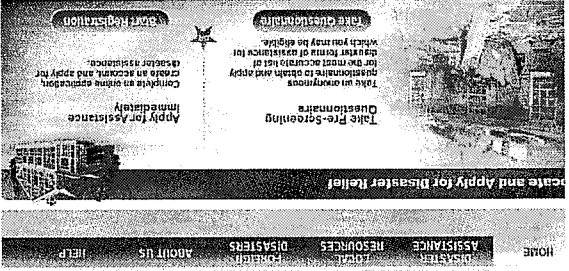 HOME
DISASTER
ASSISTANCE
LOCAL
RESOURCES
FOREIGN
DISASTERS
ABOUT US
HELP
ocate and Apply for Disaster Relief
Take Pre-Screening
Questionnaire
Take an anonymous
questionnaire to obtain and apply
for the most accurate list of
disaster forms of assistance for
which you may be eligible.
Take Questionnaire
Apply for Assistance
Immediately
Complete an online application,
create an account, and apply for
disaster assistance.
Start Registration